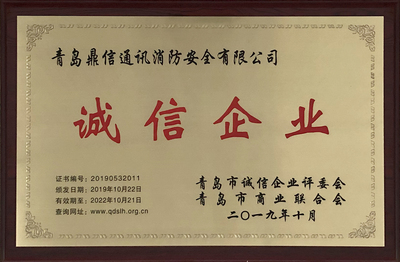 青岛鼎信通讯消防安全有限公司
诚信企业
证书编号：20190532011
颁发日期：2019年10月22日
有效期至：2022年10月21日
查询网址：www.qdslh.org.cn
青岛市诚信企业评委会
青岛市商业联合会
二〇一九年十月